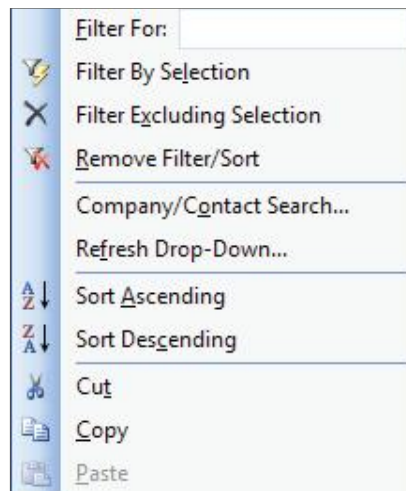 Filter For:
Filter By Selection
Filter Excluding Selection
Remove Filter/Sort
Company/Contact Search...
Refresh Drop-Down...
Sort Ascending
Sort Descending
Cut
Copy
Paste